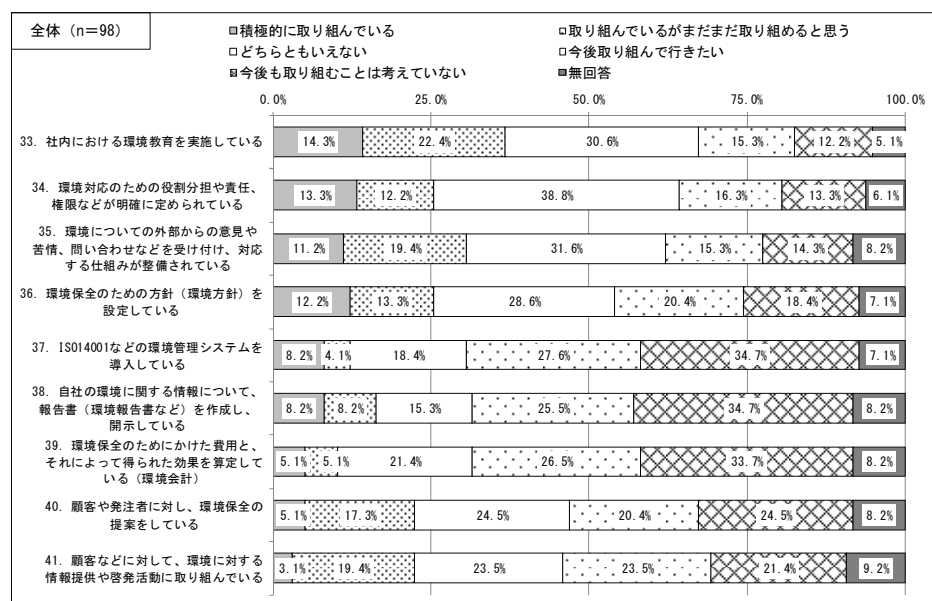 全体（n＝98）
積極的に取り組んでいる
取り組んでいるがまだまだ取り組めると思う
どちらともいえない
今後取り組んで行きたい
今後も取り組むことは考えていない
無回答
0.0% 25.0% 50.0% 75.0% 100.0%
33. 社内における環境教育を実施している
14.3% 22.4% 30.6% 15.3% 12.2% 5.1%
34. 環境対応のための役割分担や責任、
権限などが明確に定められている
13.3% 12.2% 38.8% 16.3% 13.3% 6.1%
35. 環境についての外部からの意見や
苦情、問い合わせなどを受け付け、対応
する仕組みが整備されている
11.2% 19.4% 31.6% 15.3% 14.3% 8.2%
36. 環境保全のための方針（環境方針）を
設定している
12.2% 13.3% 28.6% 20.4% 18.4% 7.1%
37. ISO14001などの環境管理システムを
導入している
8.2% 4.1% 18.4% 27.6% 34.7% 7.1%
38. 自社の環境に関する情報について、
報告書（環境報告書など）を作成し、
開示している
8.2% 8.2% 15.3% 25.5% 34.7% 8.2%
39. 環境保全のためにかけた費用と、
それによって得られた効果を算定して
いる（環境会計）
5.1% 5.1% 21.4% 26.5% 33.7% 8.2%
40. 顧客や発注者に対し、環境保全の
提案をしている
5.1% 17.3% 24.5% 20.4% 24.5% 8.2%
41. 顧客などに対して、環境に対する
情報提供や啓発活動に取り組んでいる
3.1% 19.4% 23.5% 23.5% 21.4% 9.2%